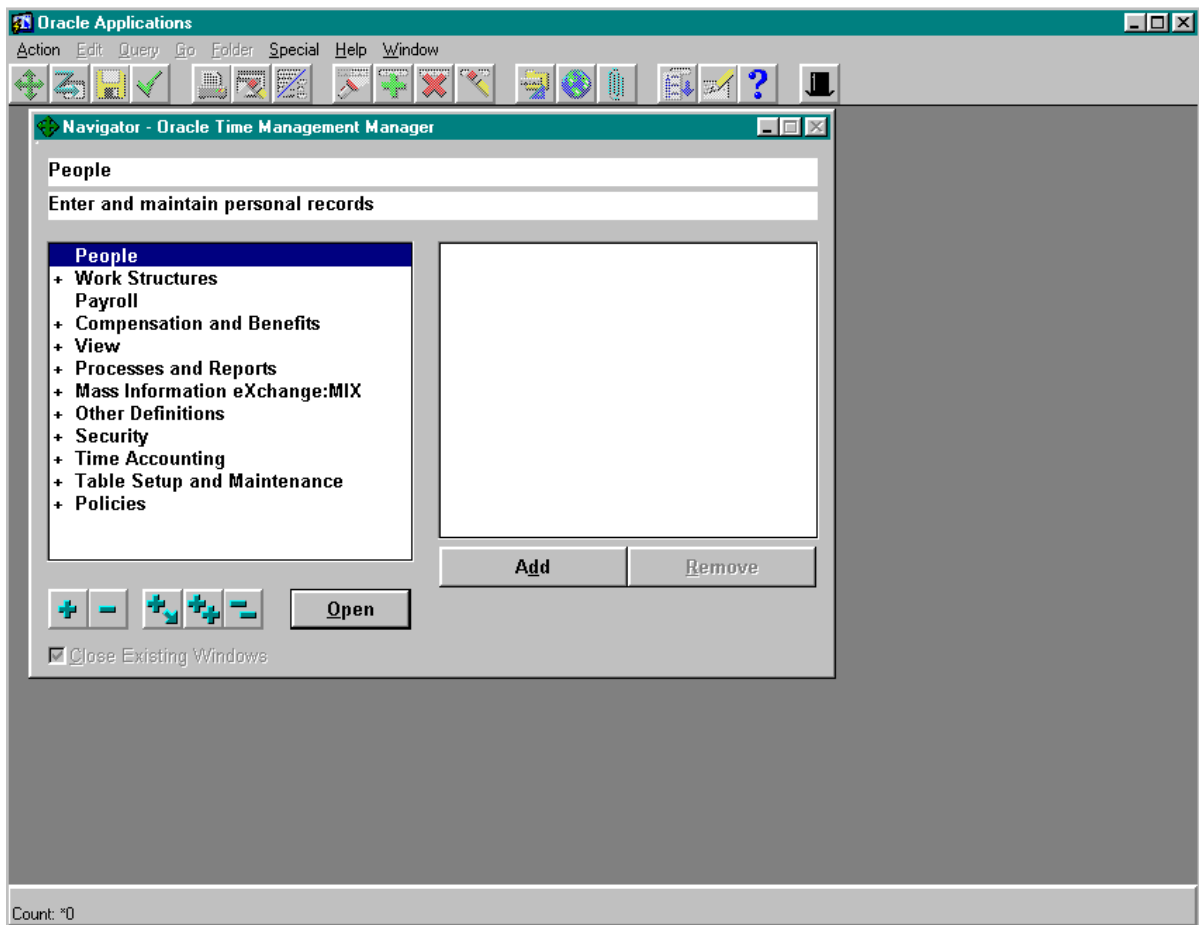 Oracle Applications
Action Edit Query Go Folder Special Help Window
Navigator - Oracle Time Management Manager
People
Enter and maintain personal records
People
+ Work Structures
Payroll
+ Compensation and Benefits
+ View
+ Processes and Reports
+ Mass Information eXchange:MIX
+ Other Definitions
+ Security
+ Time Accounting
+ Table Setup and Maintenance
+ Policies
Add Remove
Open
Close Existing Windows
Count: *0